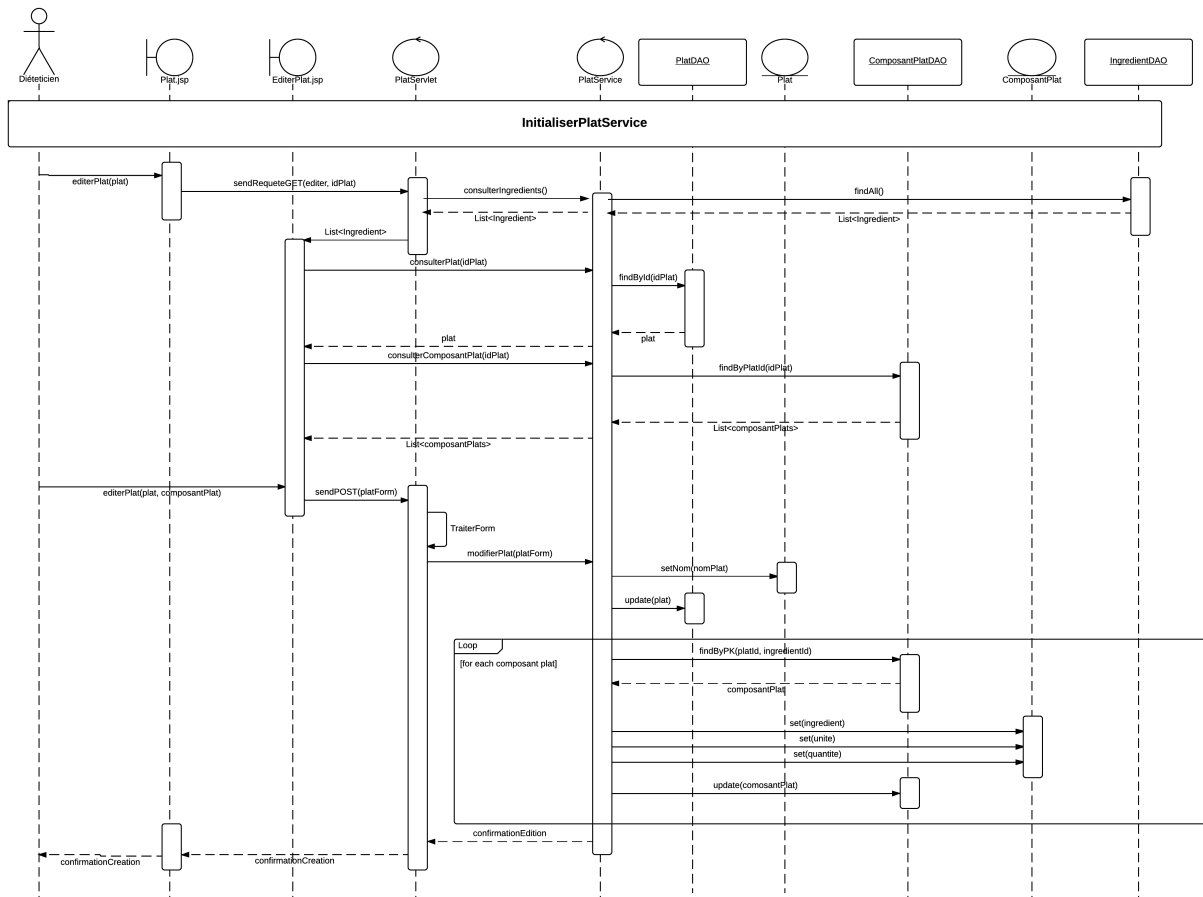 Diéteticien
Plat.jsp
EditerPlat.jsp
PlatServlet
PlatService
PlatDAO
Plat
ComposantPlatDAO
ComposantPlat
IngredientDAO
InitialiserPlatService
editerPlat(plat)
sendRequeteGET(editer, idPlat)
consulterIngredients()
findAll()
List<Ingredient>
List<Ingredient>
List<Ingredient>
consulterPlat(idPlat)
findById(idPlat)
plat
plat
consulterComposantPlat(idPlat)
findByPlatId(idPlat)
List<composantPlats>
List<composantPlats>
editerPlat(plat, composantPlat)
sendPOST(platForm)
TraiterForm
modifierPlat(platForm)
setNom(nomPlat)
update(plat)
Loop
[for each composant plat]
findByPK(platId, ingredientId)
composantPlat
set(ingredient)
set(unite)
set(quantite)
update(comosantPlat)
confirmationEdition
confirmationCreation
confirmationCreation